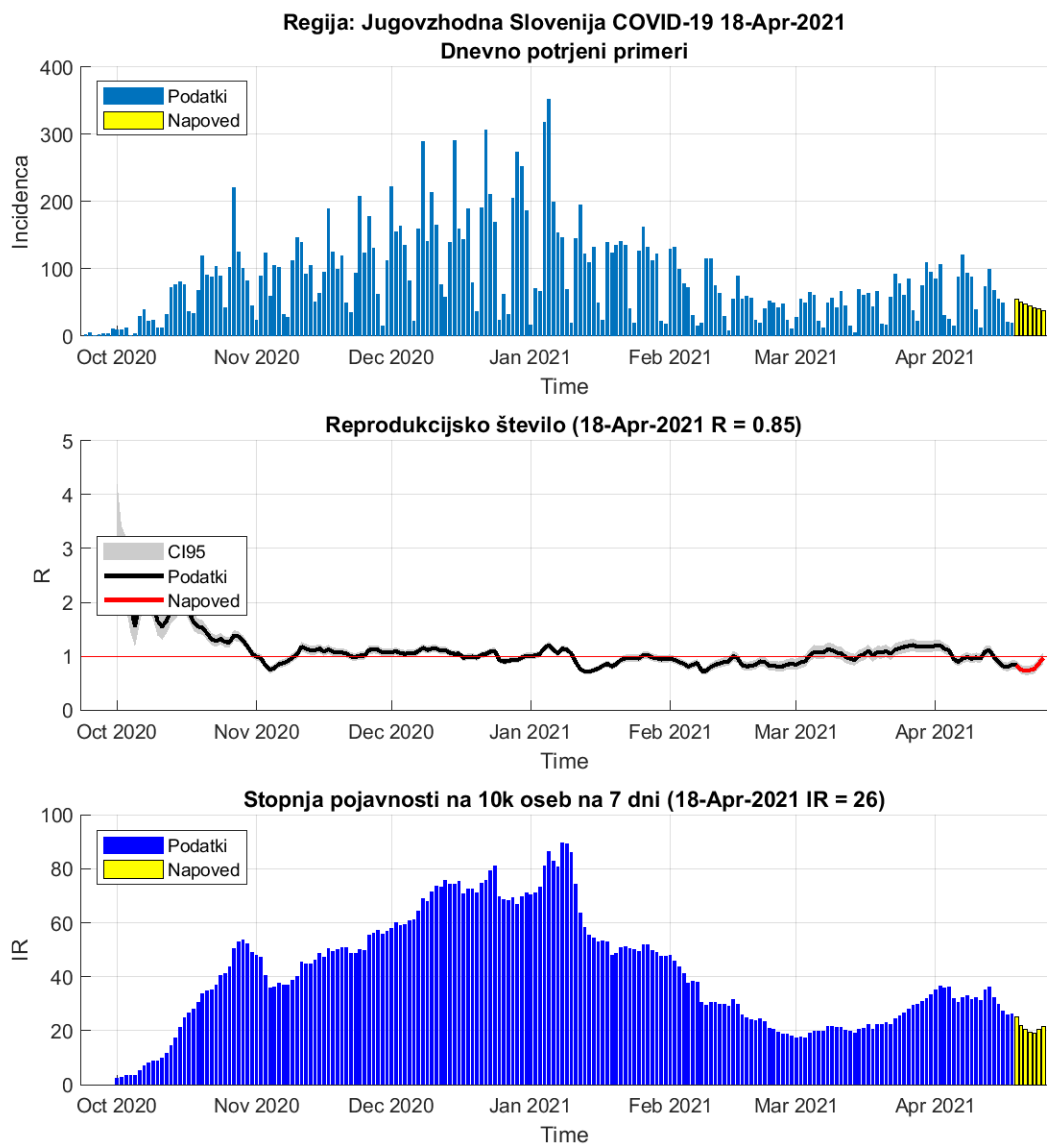 Regija: Jugovzhodna Slovenija COVID-19 18-Apr-2021
Dnevno potrjeni primeri
400
300
200
100
0
Incidenca
Podatki
Napoved
Oct 2020 Nov 2020 Dec 2020 Jan 2021 Feb 2021 Mar 2021 Apr 2021
Time
Reprodukcijsko število (18-Apr-2021 R = 0.85)
5
4
3
2
1
0
R
CI95
Podatki
Napoved
Oct 2020 Nov 2020 Dec 2020 Jan 2021 Feb 2021 Mar 2021 Apr 2021
Time
Stopnja pojavnosti na 10k oseb na 7 dni (18-Apr-2021 IR = 26)
100
80
60
40
20
0
IR
Podatki
Napoved
Oct 2020 Nov 2020 Dec 2020 Jan 2021 Feb 2021 Mar 2021 Apr 2021
Time